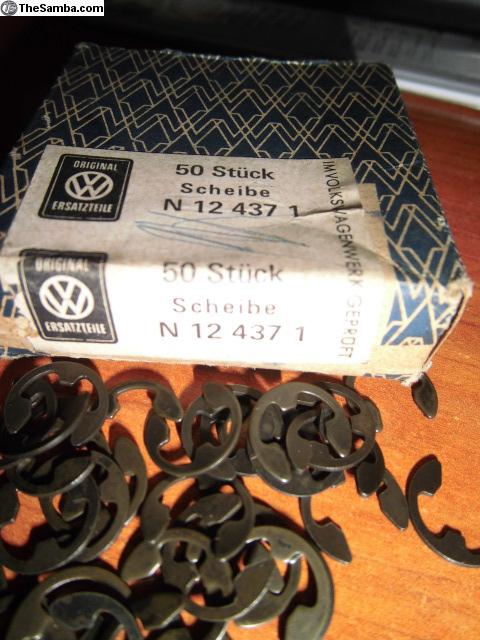 TheSamba.com
ORIGINAL
VW
ERSATZTEILE
50 Stück
Scheibe
N 12 437 1
IM VOLKSWAGENWERK GEPRÜFT
ORIGINAL
VW
ERSATZTEILE
50 Stück
Scheibe
N 12 437 1